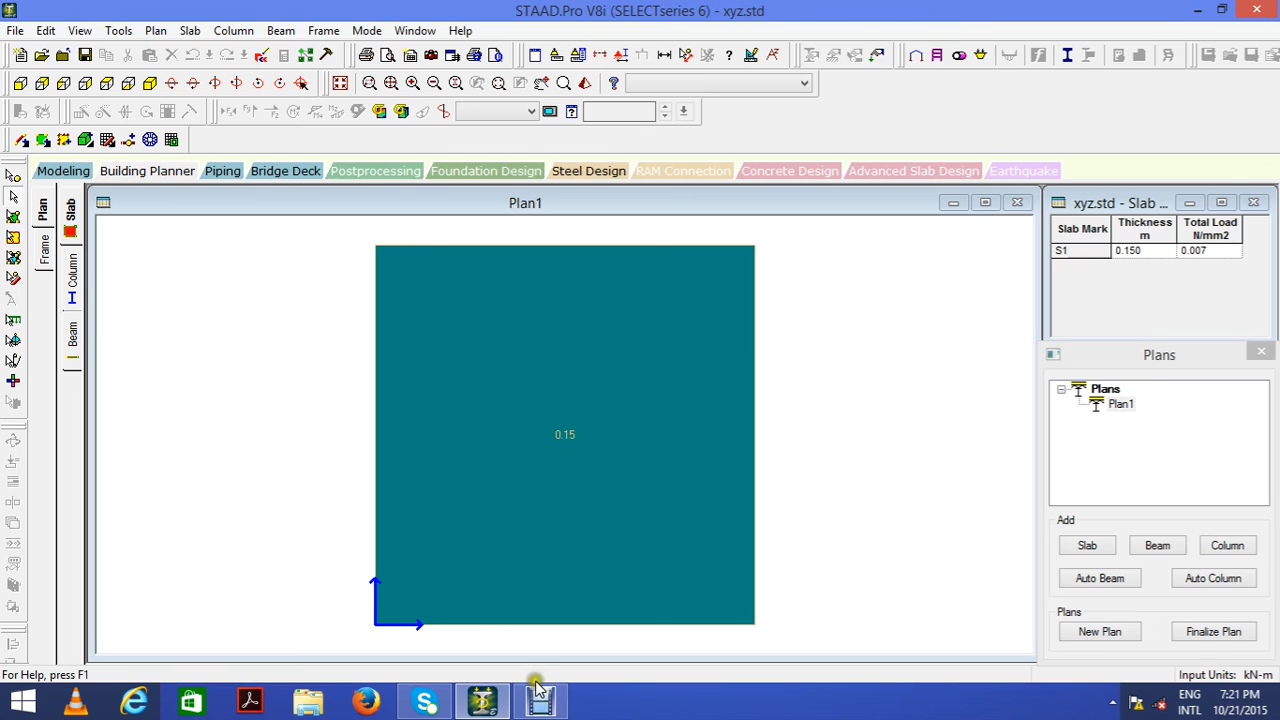 STAAD.Pro V8i (SELECTseries 6) - xyz.std
File Edit View Tools Plan Slab Column Beam Frame Mode Window Help
Modeling Building Planner Piping Bridge Deck Postprocessing Foundation Design Steel Design RAM Connection Concrete Design Advanced Slab Design Earthquake
Plan
Frame
Slab
Column
Beam
Plan1
0.15
xyz.std - Slab ...
Slab Mark Thickness m Total Load N/mm2
S1 0.150 0.007
Plans
Plans
Plan1
Add
Slab Beam Column
Auto Beam Auto Column
Plans
New Plan Finalize Plan
For Help, press F1
Input Units: kN-m
ENG 7:21 PM
INTL 10/21/2015